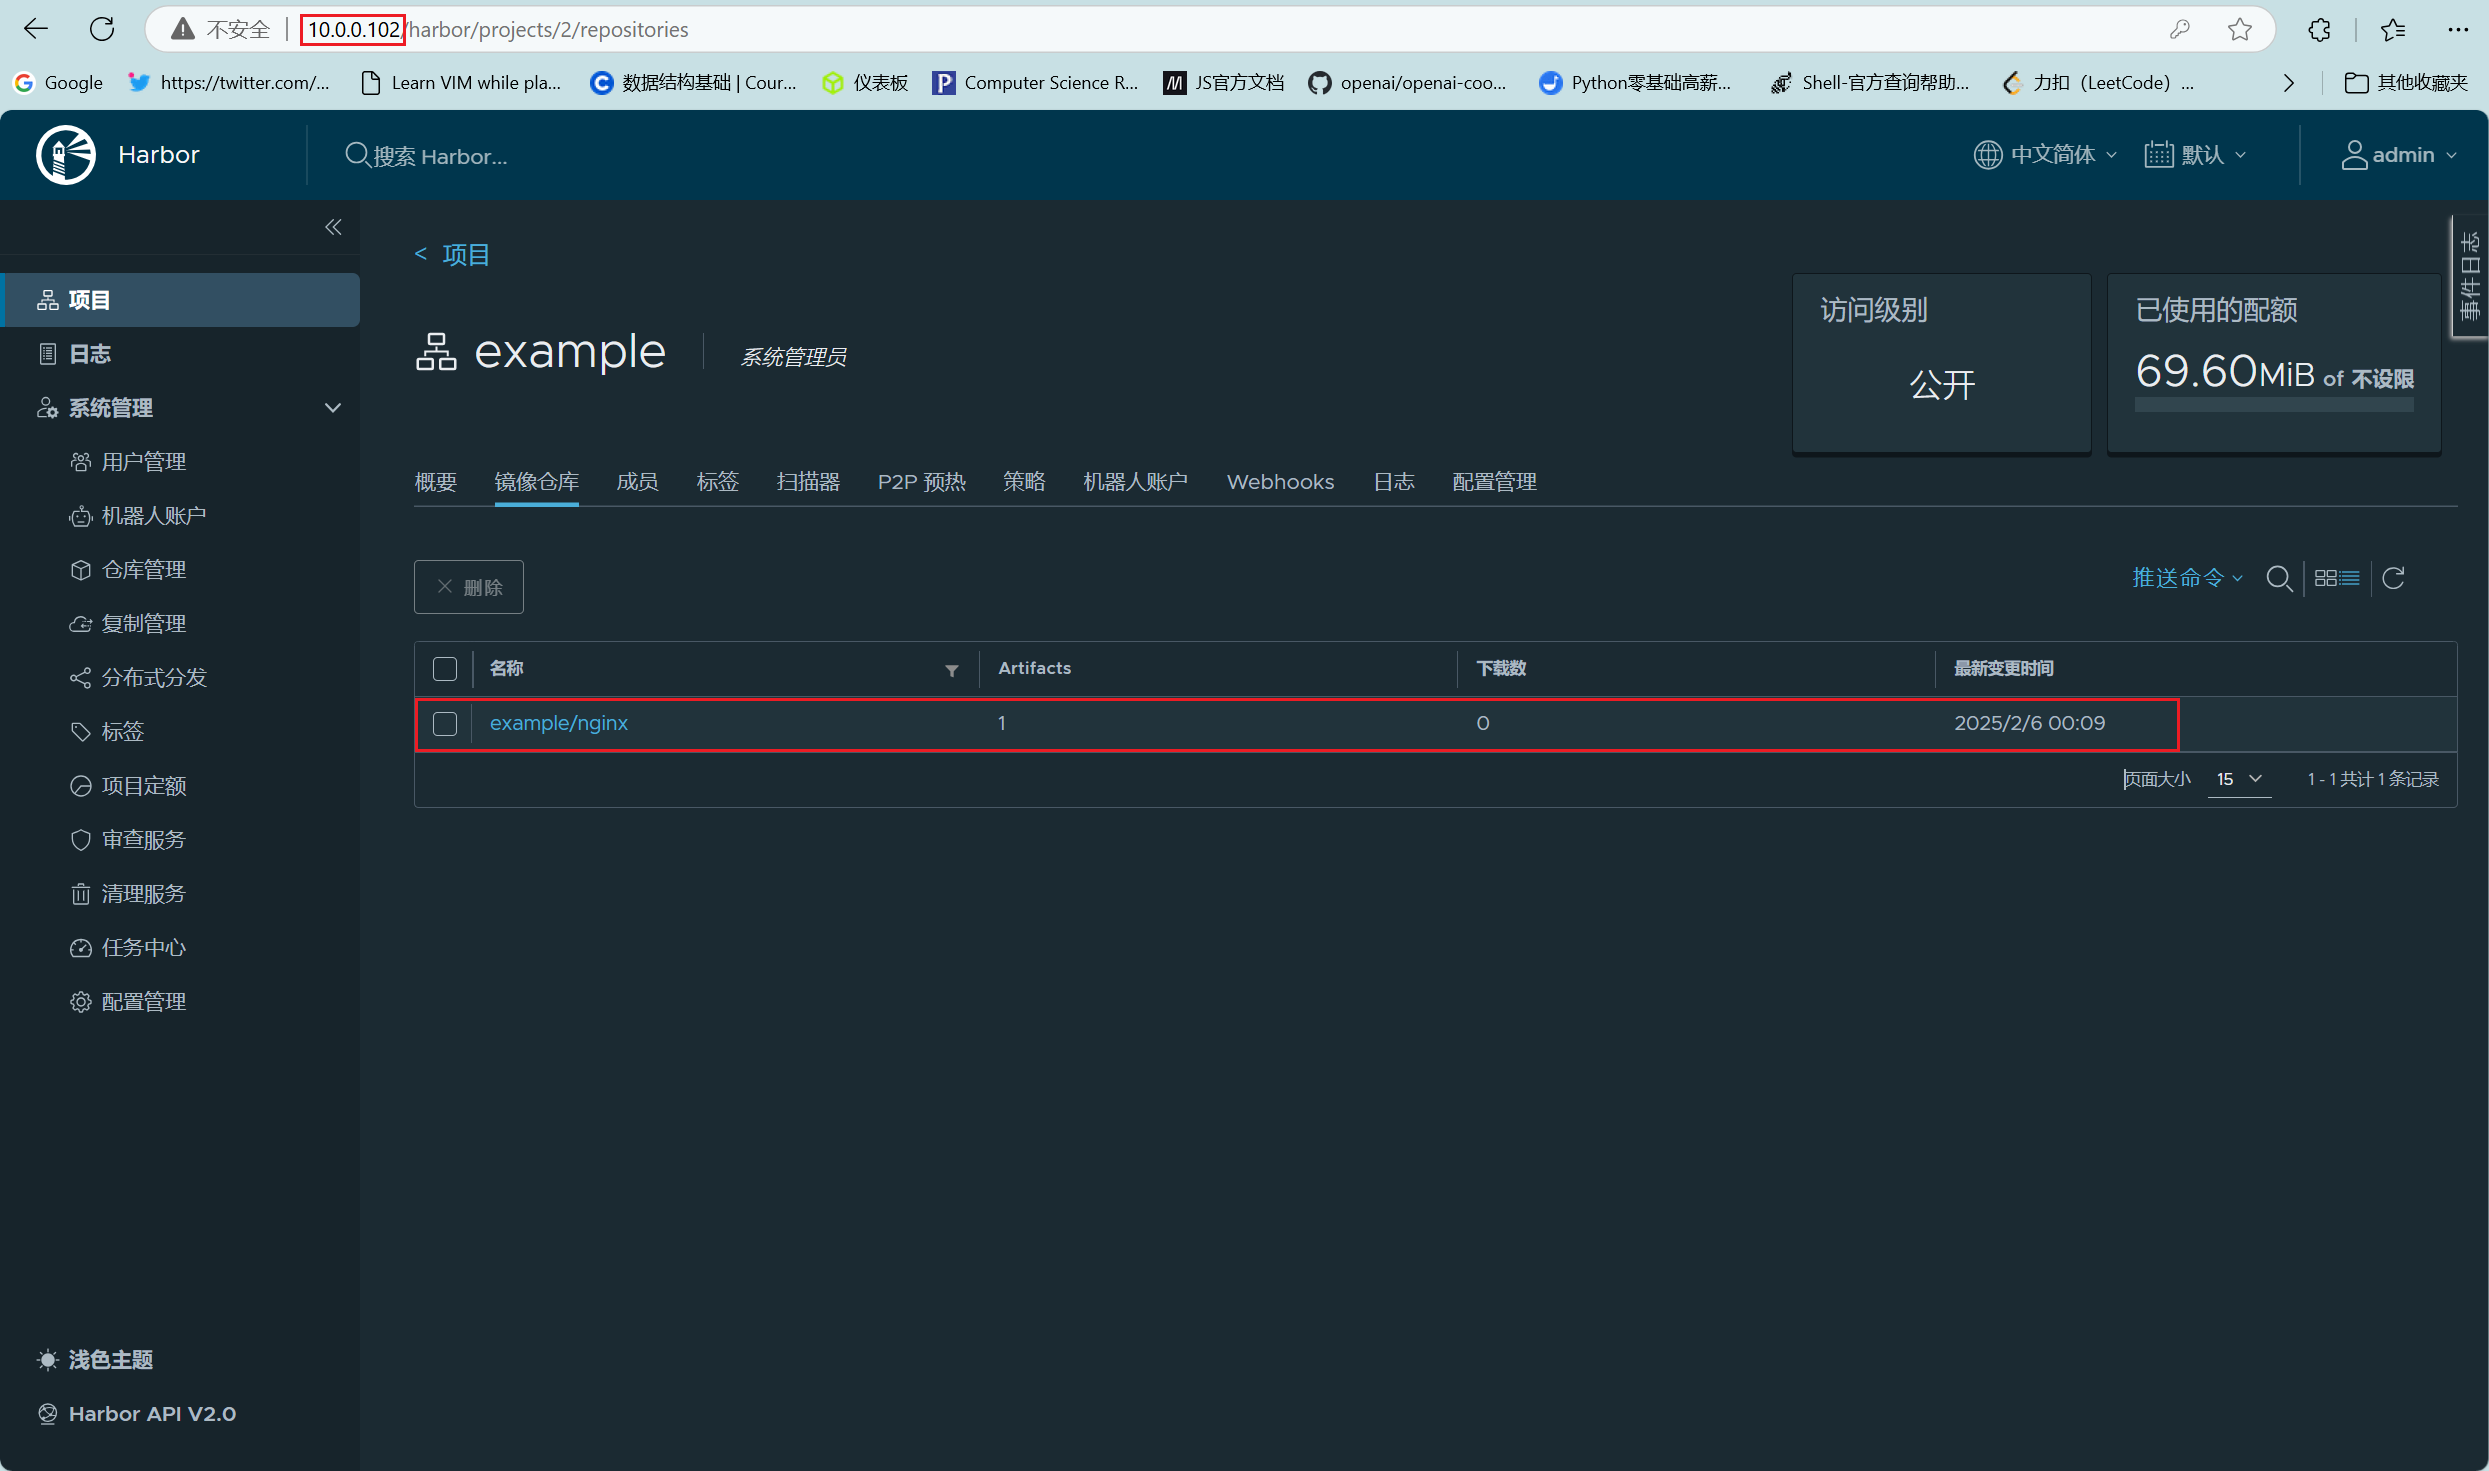 不安全 10.0.0.102/harbor/projects/2/repositories
Google https://twitter.com/... Learn VIM while pla... 数据结构基础 | Cour... 仪表板 Computer Science R... JS官方文档 openai/openai-coo... Python零基础高薪... Shell-官方查询帮助... 力扣（LeetCode）... 其他收藏夹
Harbor 搜索 Harbor... 中文简体 默认 admin
项目
日志
系统管理
用户管理
机器人账户
仓库管理
复制管理
分布式分发
标签
项目定额
审查服务
清理服务
任务中心
配置管理
浅色主题
Harbor API V2.0
< 项目
example 系统管理员
访问级别
公开
已使用的配额
69.60MiB of 不设限
事件日志
概要 镜像仓库 成员 标签 扫描器 P2P 预热 策略 机器人账户 Webhooks 日志 配置管理
删除 推送命令
名称 Artifacts 下载数 最新变更时间
example/nginx 1 0 2025/2/6 00:09
页面大小 15 1 - 1 共计 1 条记录